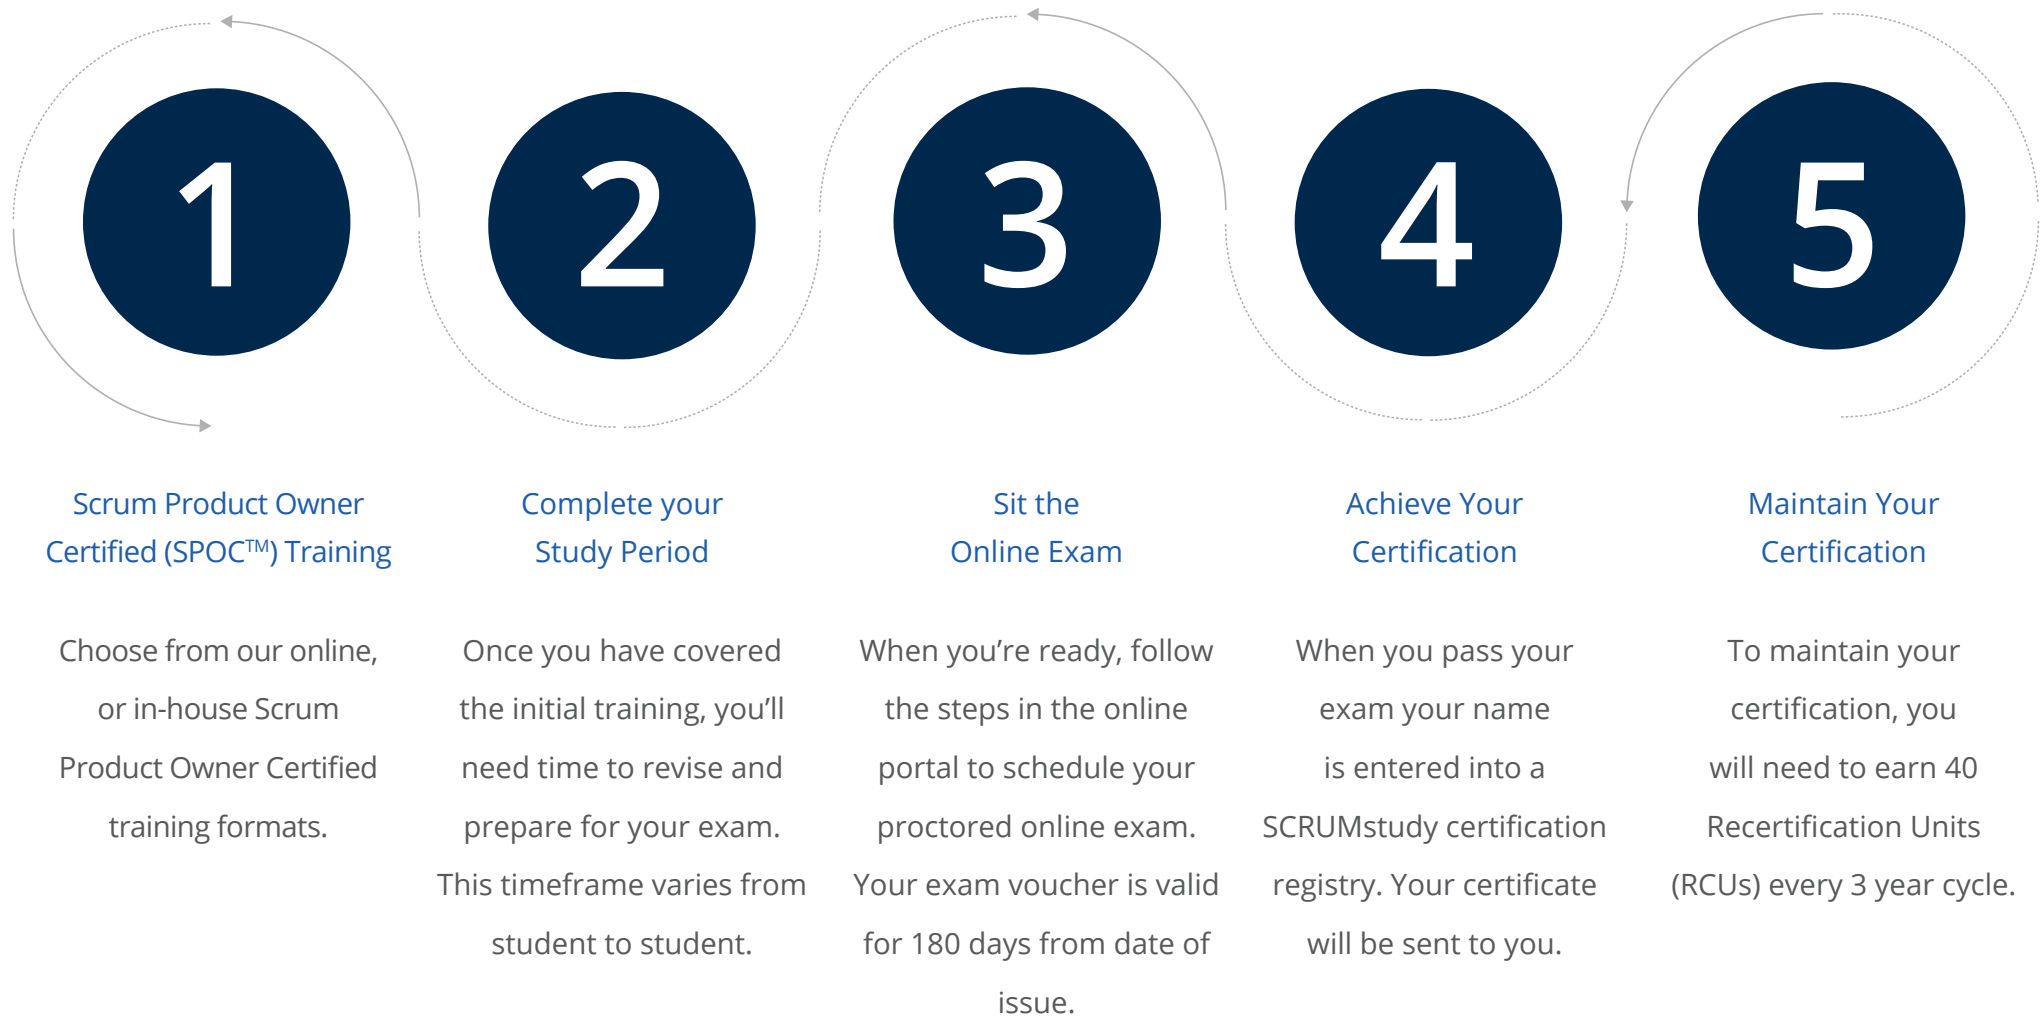 1
Scrum Product Owner
Certified (SPOC™) Training
Choose from our online,
or in-house Scrum
Product Owner Certified
training formats.
2
Complete your
Study Period
Once you have covered
the initial training, you’ll
need time to revise and
prepare for your exam.
This timeframe varies from
student to student.
3
Sit the
Online Exam
When you’re ready, follow
the steps in the online
portal to schedule your
proctored online exam.
Your exam voucher is valid
for 180 days from date of
issue.
4
Achieve Your
Certification
When you pass your
exam your name
is entered into a
SCRUMstudy certification
registry. Your certificate
will be sent to you.
5
Maintain Your
Certification
To maintain your
certification, you
will need to earn 40
Recertification Units
(RCUs) every 3 year cycle.